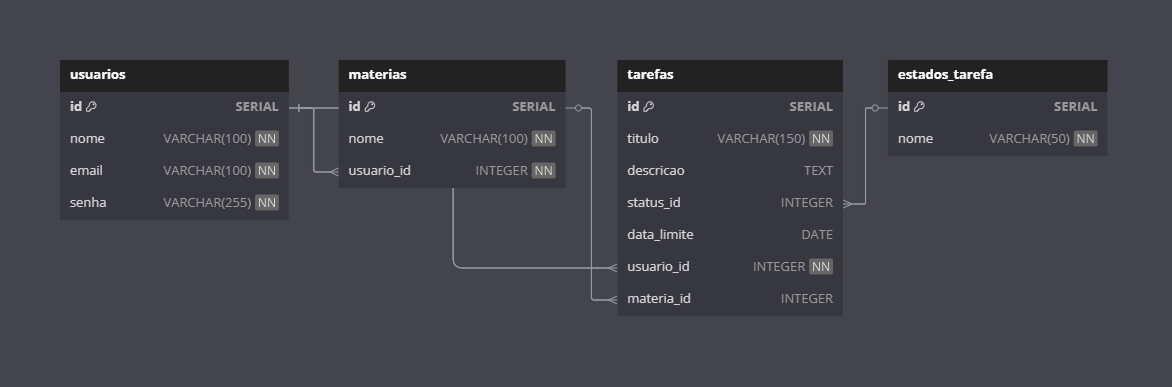 usuarios
id SERIAL
nome VARCHAR(100) NN
email VARCHAR(100) NN
senha VARCHAR(255) NN
materias
id SERIAL
nome VARCHAR(100) NN
usuario_id INTEGER NN
tarefas
id SERIAL
titulo VARCHAR(150) NN
descricao TEXT
status_id INTEGER
data_limite DATE
usuario_id INTEGER NN
materia_id INTEGER
estados_tarefa
id SERIAL
nome VARCHAR(50) NN